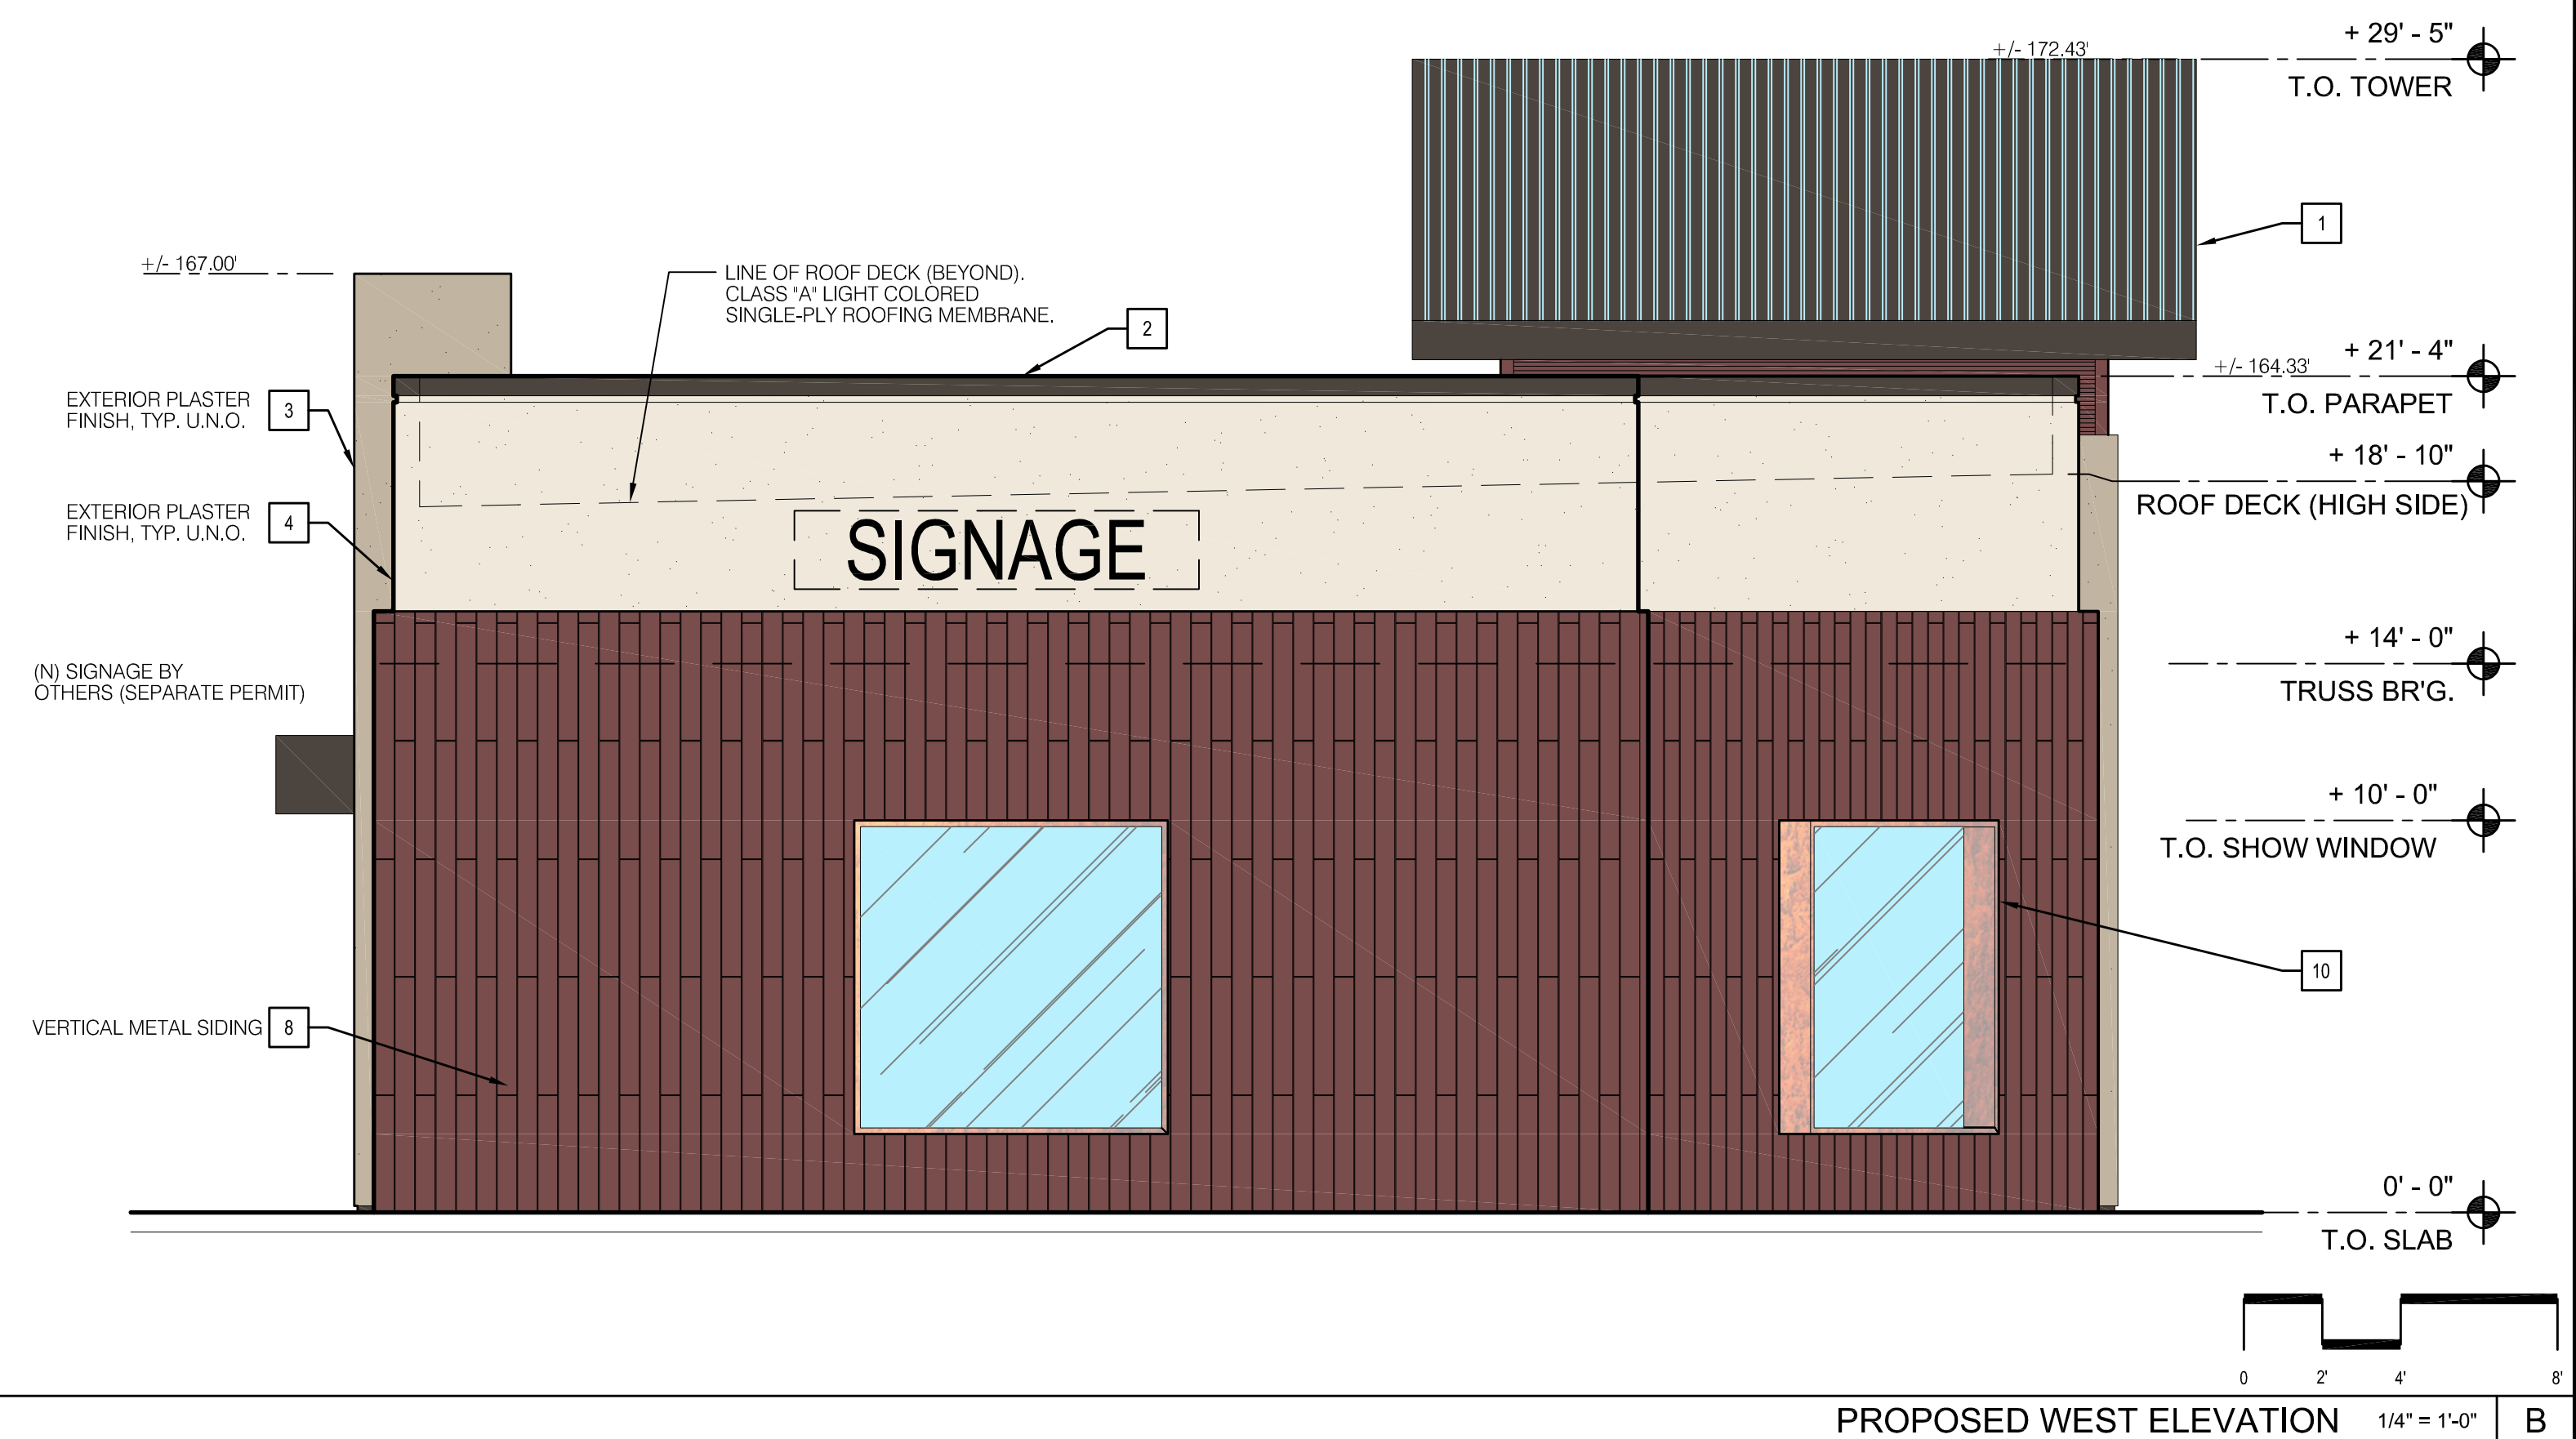 + 29' - 5"
+/- 172.43'
T.O. TOWER
1
+/- 167.00'
LINE OF ROOF DECK (BEYOND).
CLASS "A" LIGHT COLORED
SINGLE-PLY ROOFING MEMBRANE.
2
+ 21' - 4"
+/- 164.33'
T.O. PARAPET
EXTERIOR PLASTER
FINISH, TYP. U.N.O.
3
+ 18' - 10"
ROOF DECK (HIGH SIDE)
EXTERIOR PLASTER
FINISH, TYP. U.N.O.
4
SIGNAGE
+ 14' - 0"
TRUSS BR'G.
(N) SIGNAGE BY
OTHERS (SEPARATE PERMIT)
+ 10' - 0"
T.O. SHOW WINDOW
10
VERTICAL METAL SIDING
8
0' - 0"
T.O. SLAB
0 2' 4' 8'
PROPOSED WEST ELEVATION 1/4" = 1'-0" B